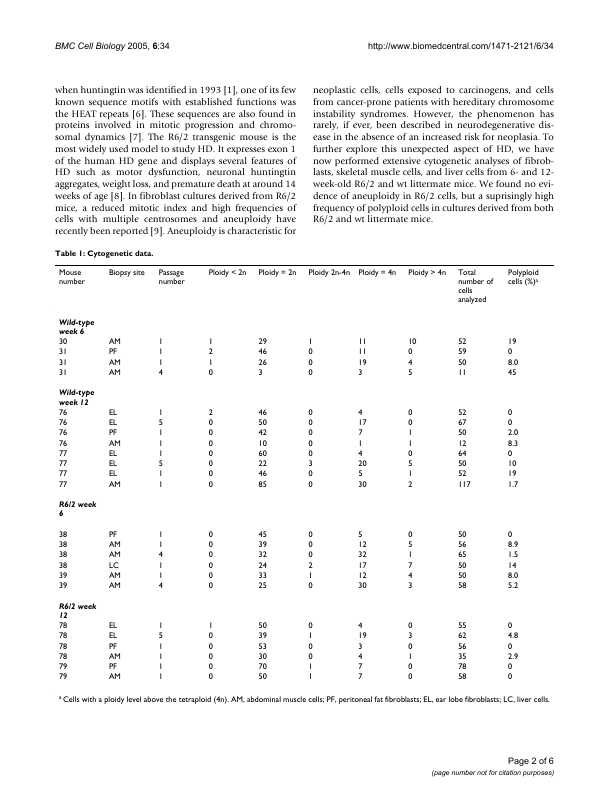 BMC Cell Biology 2005, 6:34
http://www.biomedcentral.com/1471-2121/6/34
when huntingtin was identified in 1993 [1], one of its few
known sequence motifs with established functions was
the HEAT repeats [6]. These sequences are also found in
proteins involved in mitotic progression and chromo-
somal dynamics [7]. The R6/2 transgenic mouse is the
most widely used model to study HD. It expresses exon 1
of the human HD gene and displays several features of
HD such as motor dysfunction, neuronal huntingtin
aggregates, weight loss, and premature death at around 14
weeks of age [8]. In fibroblast cultures derived from R6/2
mice, a reduced mitotic index and high frequencies of
cells with multiple centrosomes and aneuploidy have
recently been reported [9]. Aneuploidy is characteristic for
neoplastic cells, cells exposed to carcinogens, and cells
from cancer-prone patients with hereditary chromosome
instability syndromes. However, the phenomenon has
rarely, if ever, been described in neurodegenerative dis-
ease in the absence of an increased risk for neoplasia. To
further explore this unexpected aspect of HD, we have
now performed extensive cytogenetic analyses of fibrob-
lasts, skeletal muscle cells, and liver cells from 6- and 12-
week-old R6/2 and wt littermate mice. We found no evi-
dence of aneuploidy in R6/2 cells, but a suprisingly high
frequency of polyploid cells in cultures derived from both
R6/2 and wt littermate mice.
Table 1: Cytogenetic data.
Mouse number Biopsy site Passage number Ploidy < 2n Ploidy = 2n Ploidy 2n-4n Ploidy = 4n Ploidy > 4n Total number of cells analyzed Polyploid cells (%)a
Wild-type
week 6
30 AM 1 1 29 1 11 10 52 19
31 PF 1 2 46 0 11 0 59 0
31 AM 1 1 26 0 19 4 50 8.0
31 AM 4 0 3 0 3 5 11 45
Wild-type
week 12
76 EL 1 2 46 0 4 0 52 0
76 EL 5 0 50 0 17 0 67 0
76 PF 1 0 42 0 7 1 50 2.0
76 AM 1 0 10 0 1 1 12 8.3
77 EL 1 0 60 0 4 0 64 0
77 EL 5 0 22 3 20 5 50 10
77 EL 1 0 46 0 5 1 52 19
77 AM 1 0 85 0 30 2 117 1.7
R6/2 week
6
38 PF 1 0 45 0 5 0 50 0
38 AM 1 0 39 0 12 5 56 8.9
38 AM 4 0 32 0 32 1 65 1.5
38 LC 1 0 24 2 17 7 50 14
39 AM 1 0 33 1 12 4 50 8.0
39 AM 4 0 25 0 30 3 58 5.2
R6/2 week
12
78 EL 1 1 50 0 4 0 55 0
78 EL 5 0 39 1 19 3 62 4.8
78 PF 1 0 53 0 3 0 56 0
78 AM 1 0 30 0 4 1 35 2.9
79 PF 1 0 70 1 7 0 78 0
79 AM 1 0 50 1 7 0 58 0
a Cells with a ploidy level above the tetraploid (4n). AM, abdominal muscle cells; PF, peritoneal fat fibroblasts; EL, ear lobe fibroblasts; LC, liver cells.
Page 2 of 6
(page number not for citation purposes)